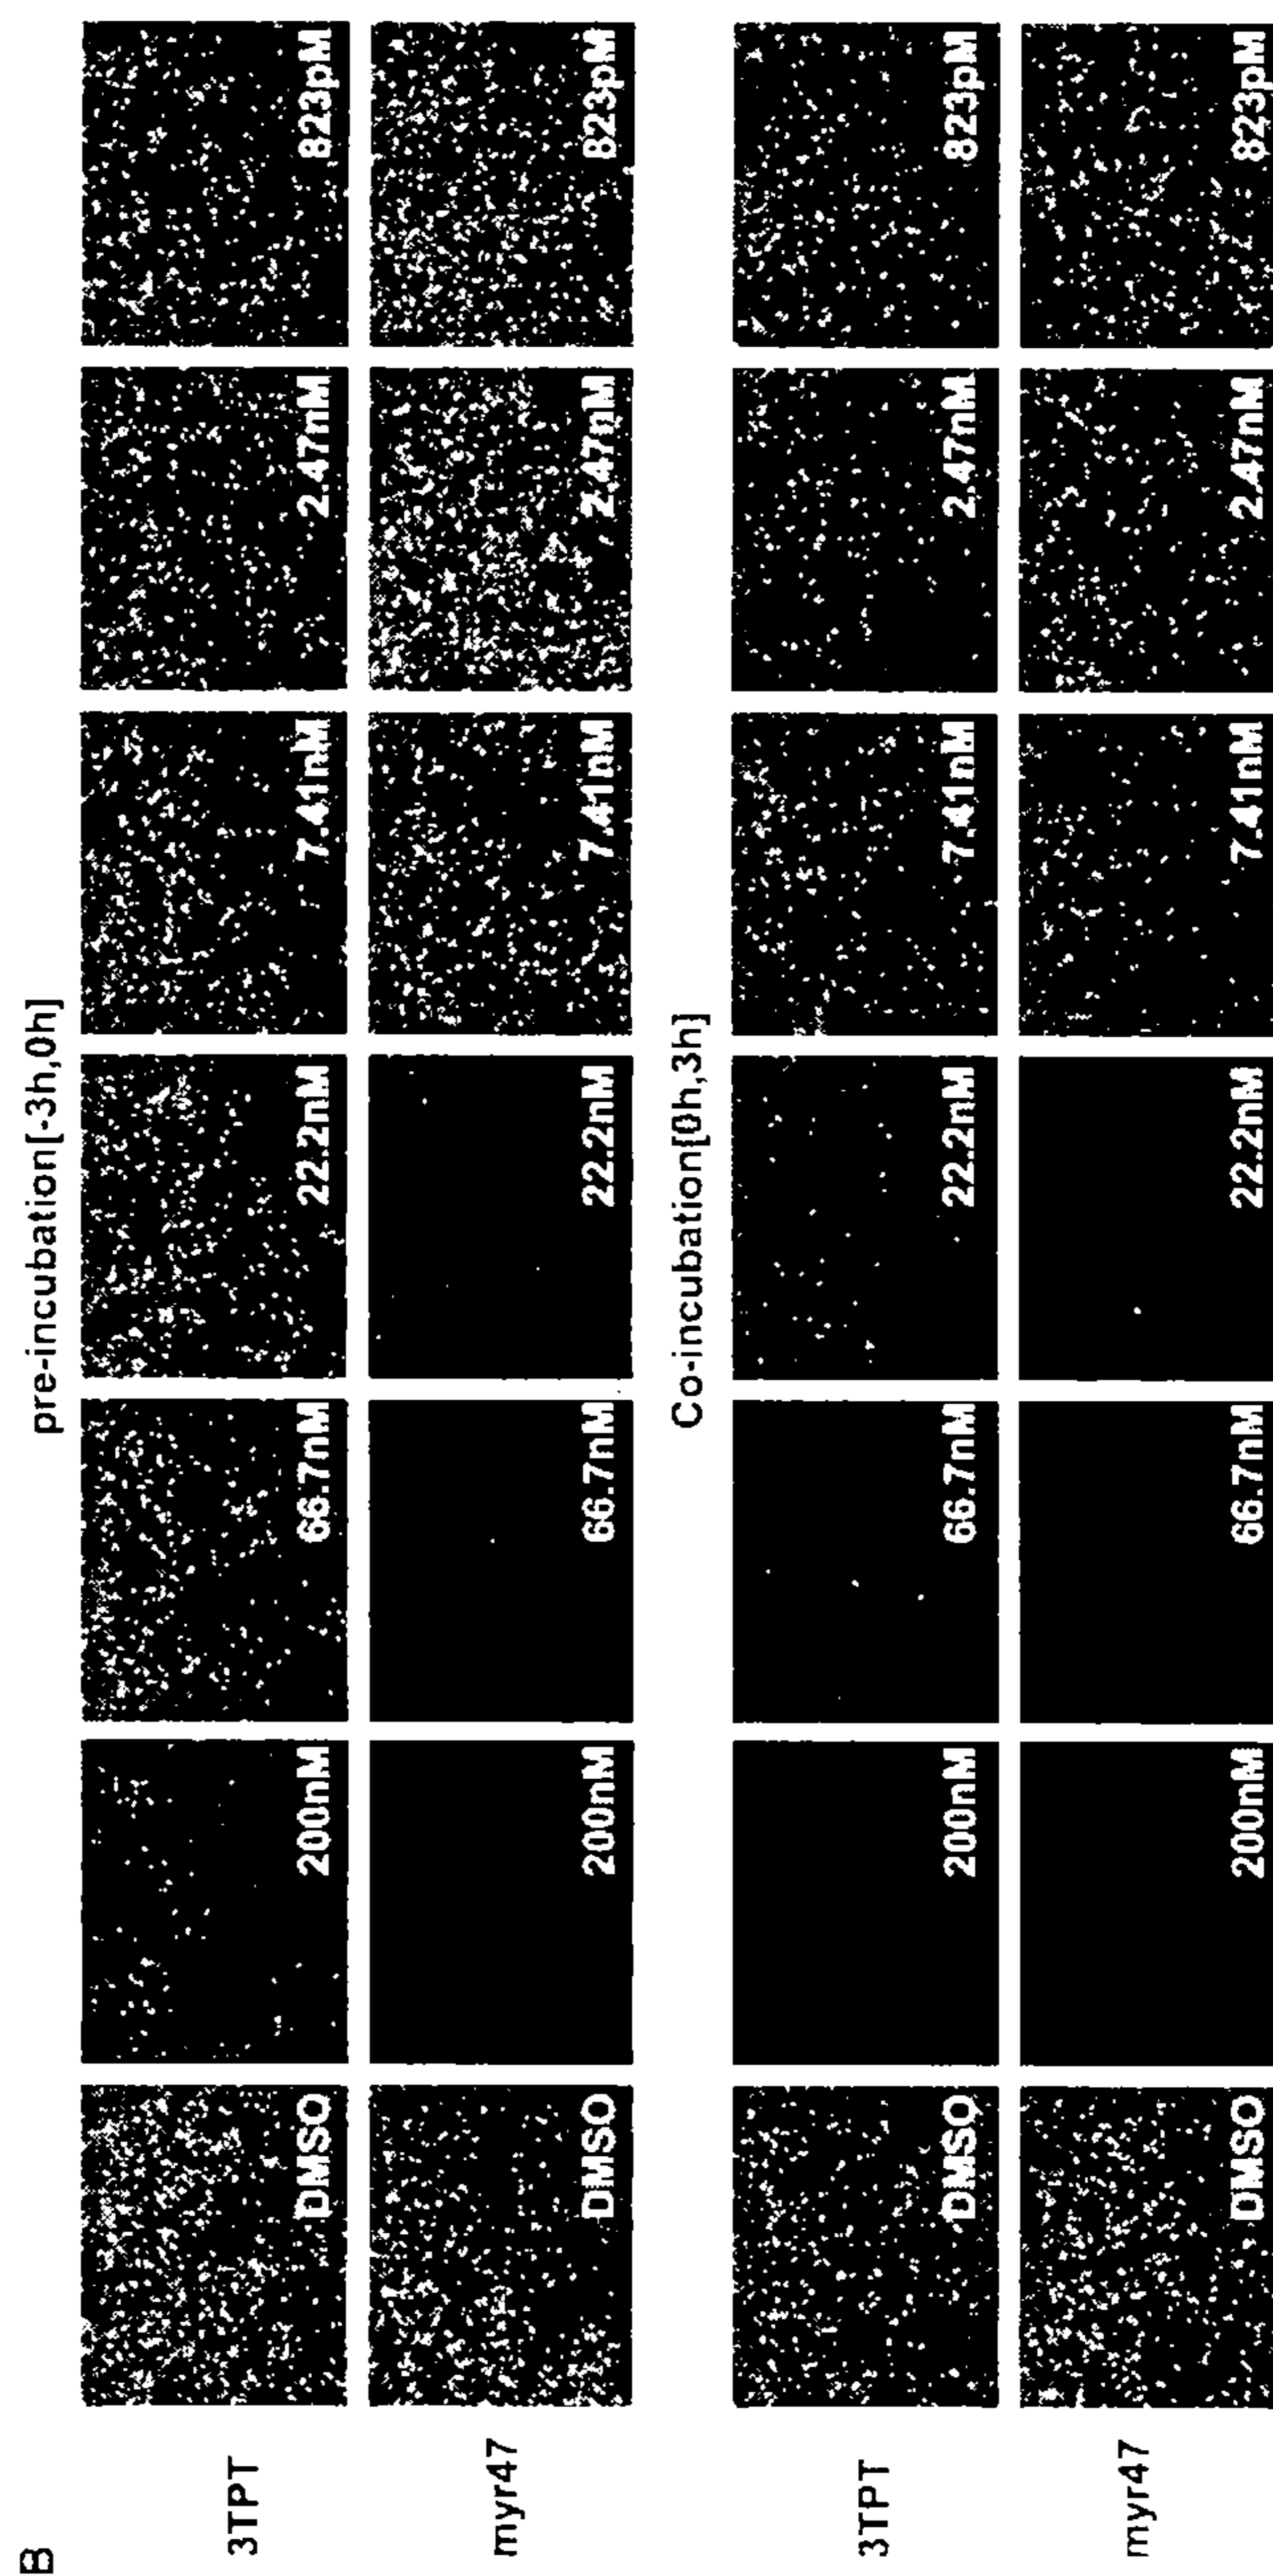 B
pre-incubation[-3h,0h]
3TPT
DMSO
200nM
66.7nM
22.2nM
7.41nM
2.47nM
823pM
myr47
DMSO
200nM
66.7nM
22.2nM
7.41nM
2.47nM
823pM
Co-incubation[0h,3h]
3TPT
DMSO
200nM
66.7nM
22.2nM
7.41nM
2.47nM
823pM
myr47
DMSO
200nM
66.7nM
22.2nM
7.41nM
2.47nM
823pM